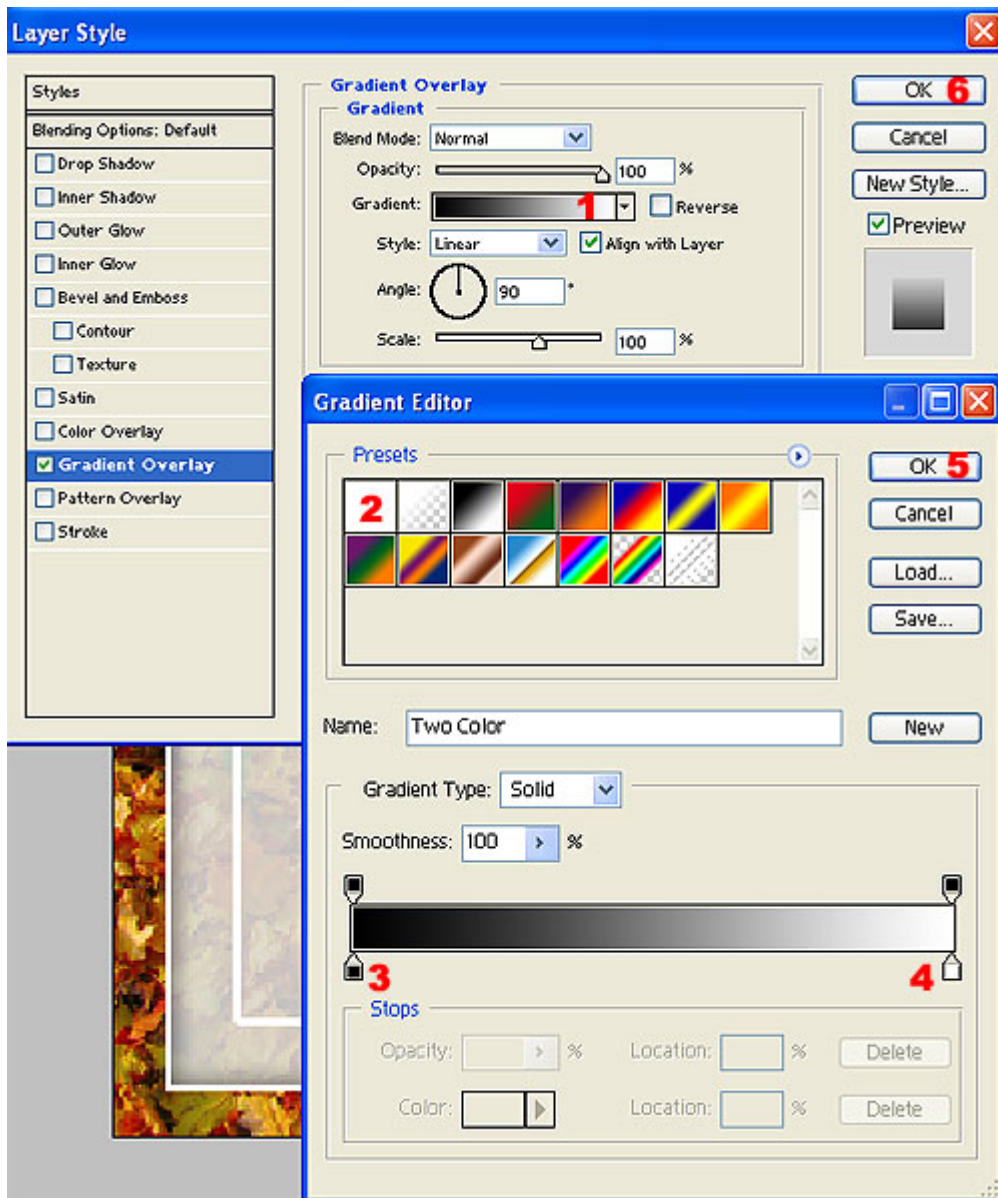 Layer Style
Styles
Blending Options: Default
Drop Shadow
Inner Shadow
Outer Glow
Inner Glow
Bevel and Emboss
Contour
Texture
Satin
Color Overlay
Gradient Overlay
Pattern Overlay
Stroke
Gradient Overlay
Gradient
Blend Mode: Normal
Opacity: 100 %
Gradient: 1 Reverse
Style: Linear Align with Layer
Angle: 90 °
Scale: 100 %
OK 6
Cancel
New Style...
Preview
Gradient Editor
Presets
2
OK 5
Cancel
Load...
Save...
Name: Two Color
New
Gradient Type: Solid
Smoothness: 100 %
3 4
Stops
Opacity: % Location: % Delete
Color: Location: % Delete